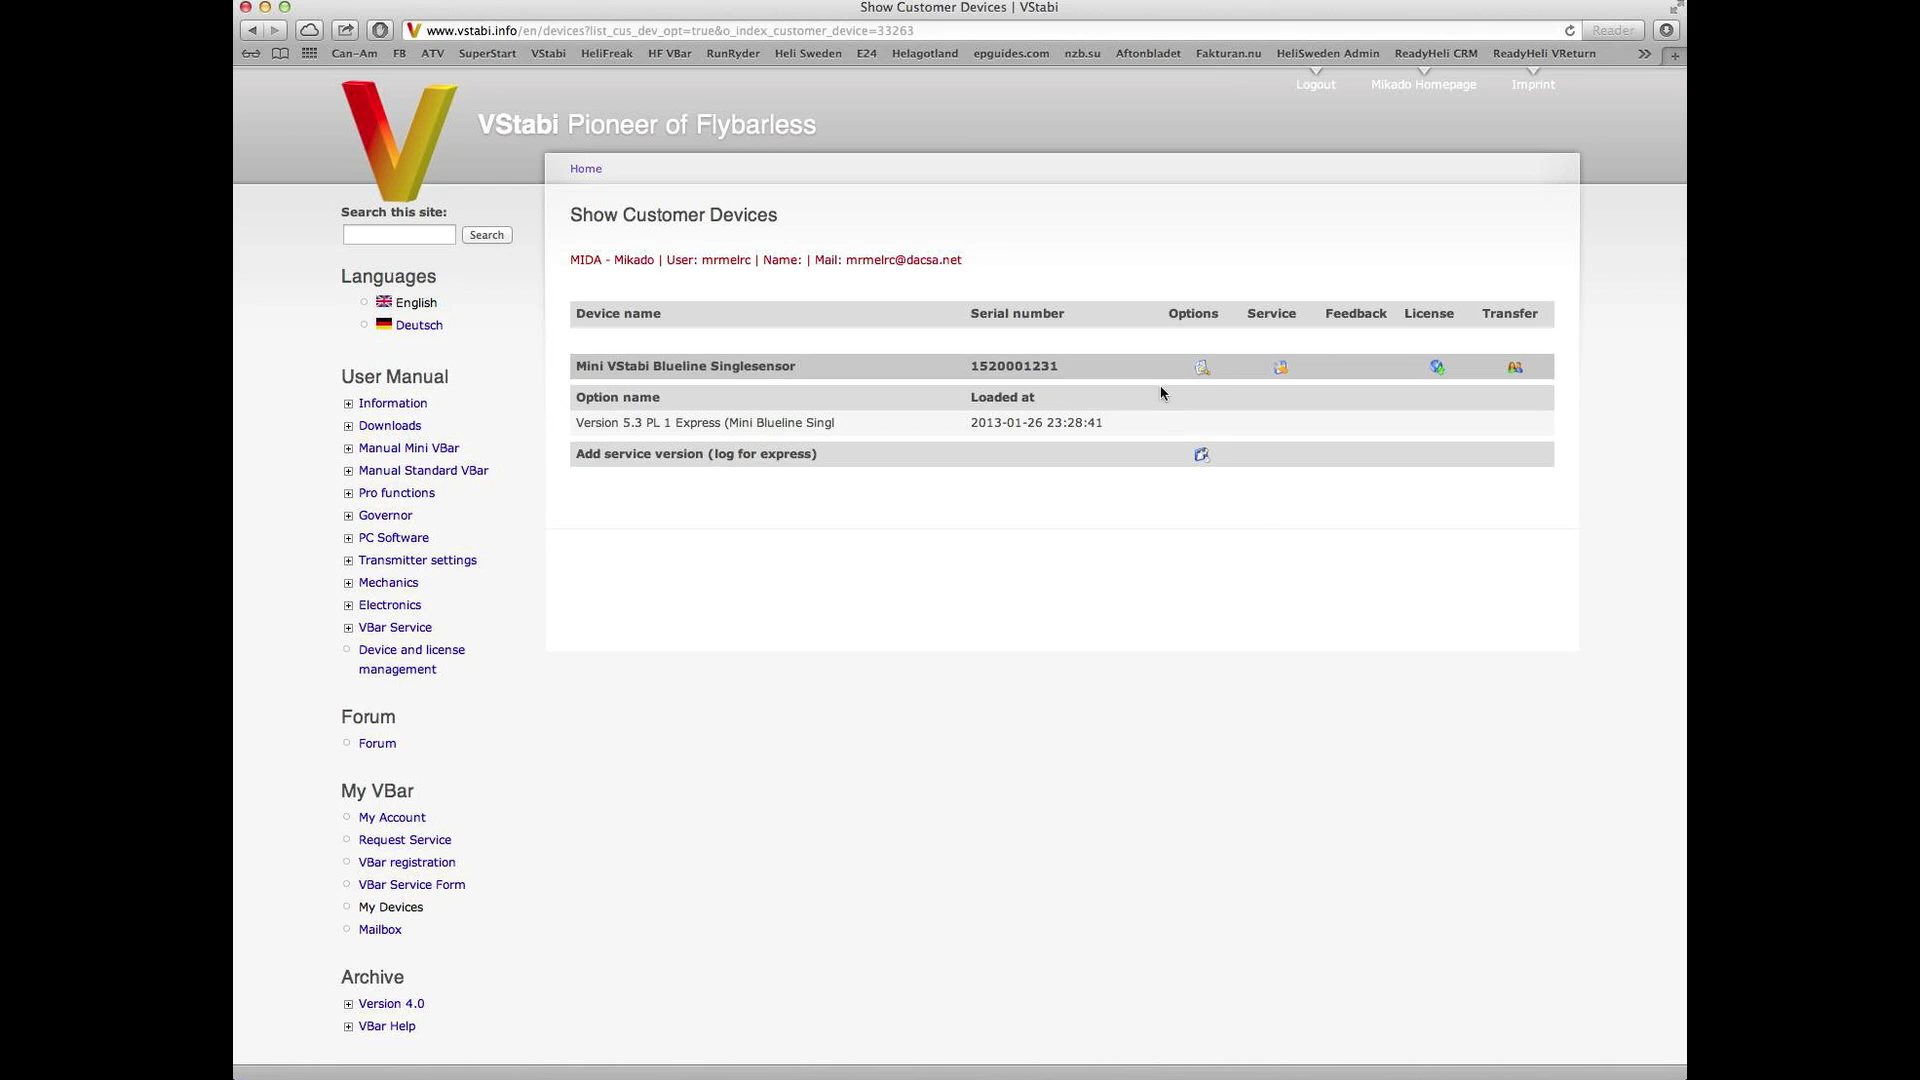 Show Customer Devices | VStabi
www.vstabi.info/en/devices?list_cus_dev_opt=true&o_index_customer_device=33263
Reader
Can-Am FB ATV SuperStart VStabi HeliFreak HF VBar RunRyder Heli Sweden E24 Helagotland epguides.com nzb.su Aftonbladet Fakturan.nu HeliSweden Admin ReadyHeli CRM ReadyHeli VReturn
Logout Mikado Homepage Imprint
VStabi Pioneer of Flybarless
Home
Search this site:
Search
Show Customer Devices
MIDA - Mikado | User: mrmelrc | Name: | Mail: mrmelrc@dacsa.net
Device name Serial number Options Service Feedback License Transfer
Mini VStabi Blueline Singlesensor 1520001231
Option name Loaded at
Version 5.3 PL 1 Express (Mini Blueline Singl 2013-01-26 23:28:41
Add service version (log for express)
Languages
English
Deutsch
User Manual
Information
Downloads
Manual Mini VBar
Manual Standard VBar
Pro functions
Governor
PC Software
Transmitter settings
Mechanics
Electronics
VBar Service
Device and license
management
Forum
Forum
My VBar
My Account
Request Service
VBar registration
VBar Service Form
My Devices
Mailbox
Archive
Version 4.0
VBar Help